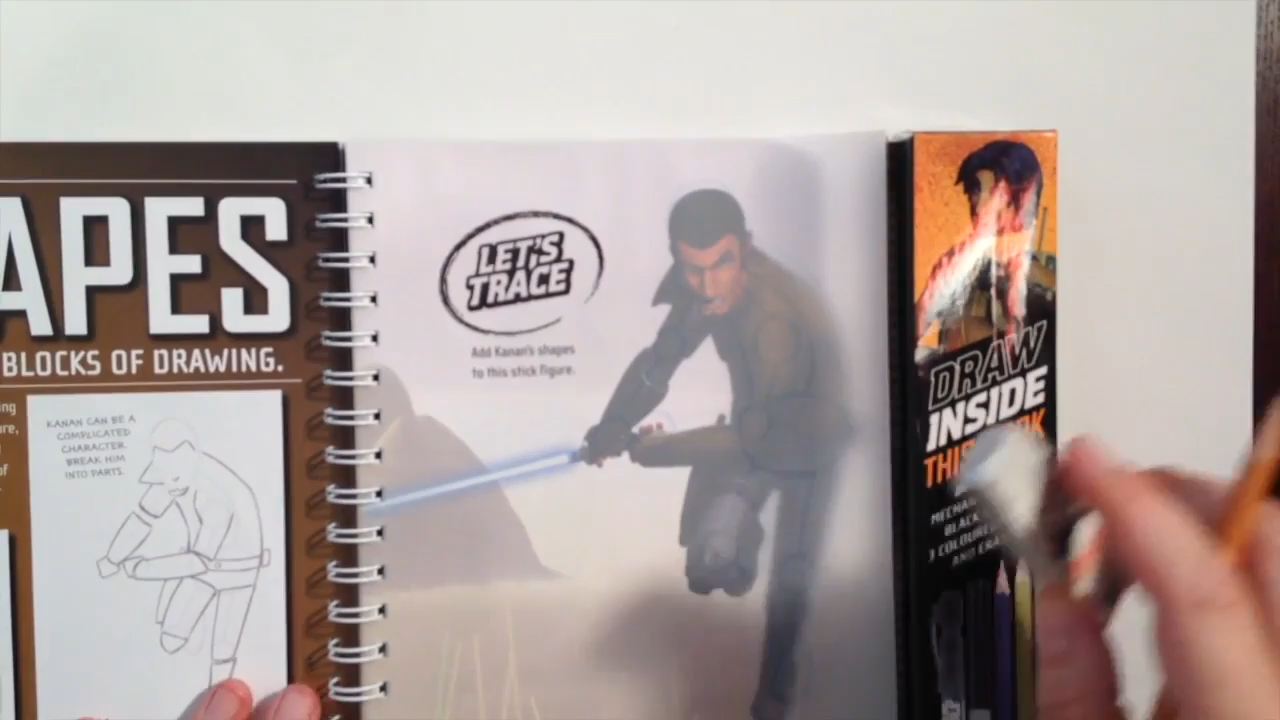 APES
BLOCKS OF DRAWING.
KANAN CAN BE A
COMPLICATED
CHARACTER.
BREAK HIM
INTO PARTS.
LET'S
TRACE
Add Kanan's shapes
to this stick figure.
DRAW
INSIDE